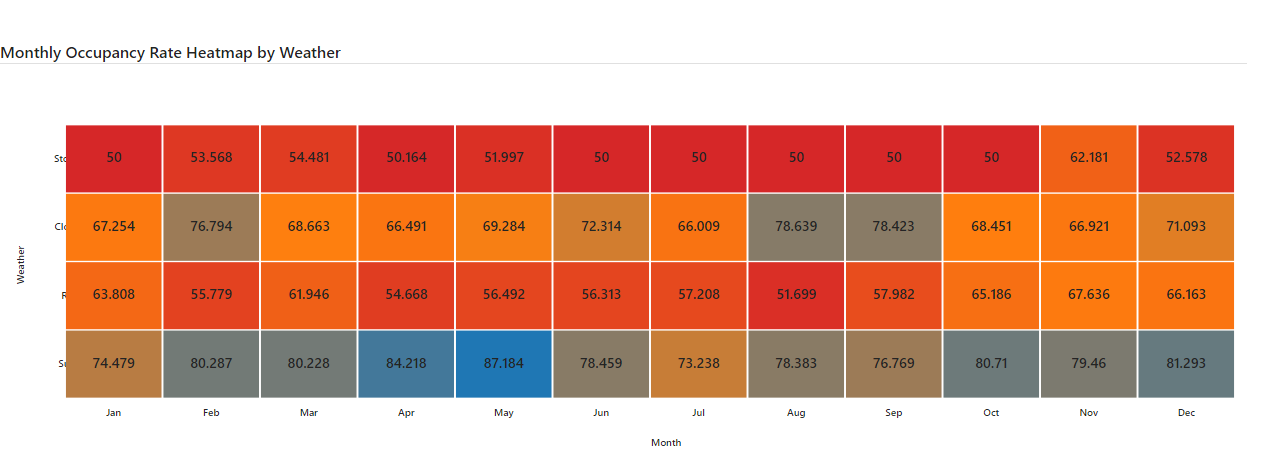 Monthly Occupancy Rate Heatmap by Weather
50 53.568 54.481 50.164 51.997 50 50 50 50 50 62.181 52.578
67.254 76.794 68.663 66.491 69.284 72.314 66.009 78.639 78.423 68.451 66.921 71.093
Weather
63.808 55.779 61.946 54.668 56.492 56.313 57.208 51.699 57.982 65.186 67.636 66.163
74.479 80.287 80.228 84.218 87.184 78.459 73.238 78.383 76.769 80.71 79.46 81.293
Jan Feb Mar Apr May Jun Jul Aug Sep Oct Nov Dec
Month